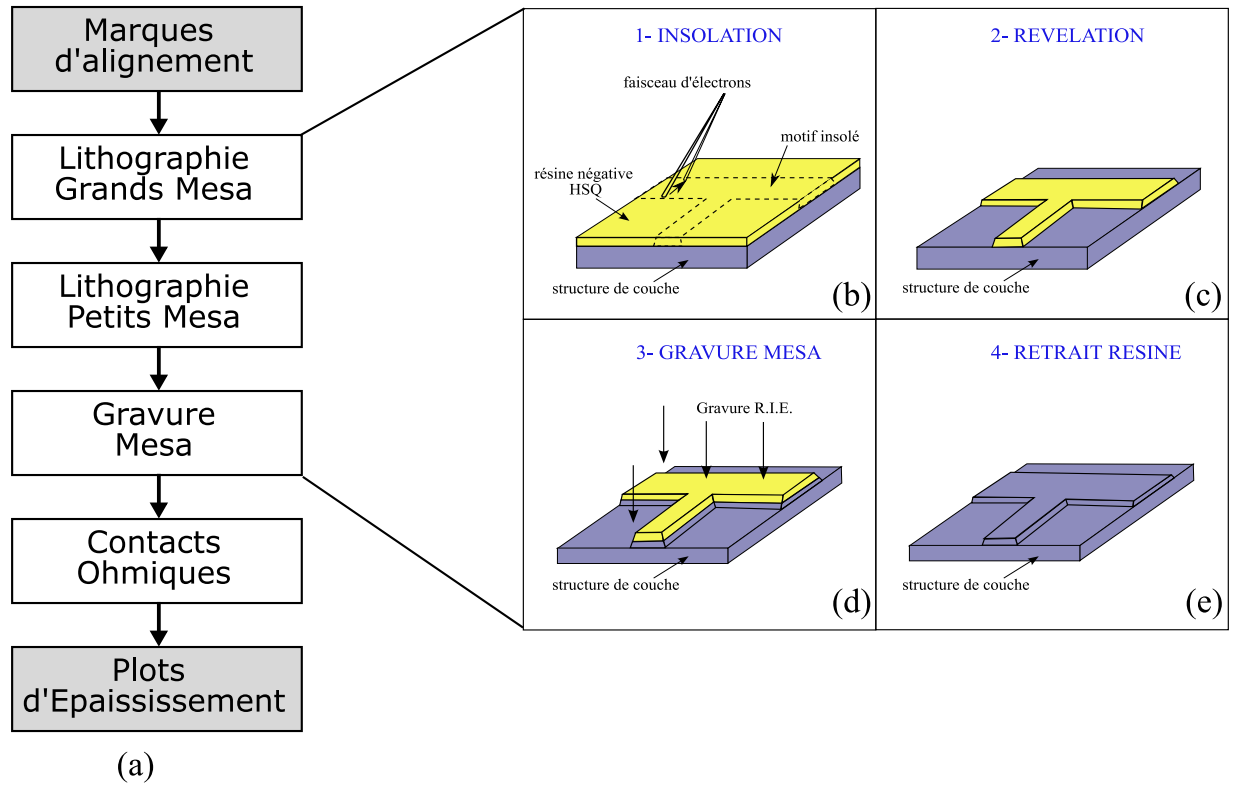 Marques
d'alignement
Lithographie
Grands Mesa
Lithographie
Petits Mesa
Gravure
Mesa
Contacts
Ohmiques
Plots
d'Epaississement
(a)
1- INSOLATION
faisceau d'électrons
motif insolé
résine négative
HSQ
structure de couche
(b)
2- REVELATION
structure de couche
(c)
3- GRAVURE MESA
Gravure R.I.E.
structure de couche
(d)
4- RETRAIT RESINE
structure de couche
(e)